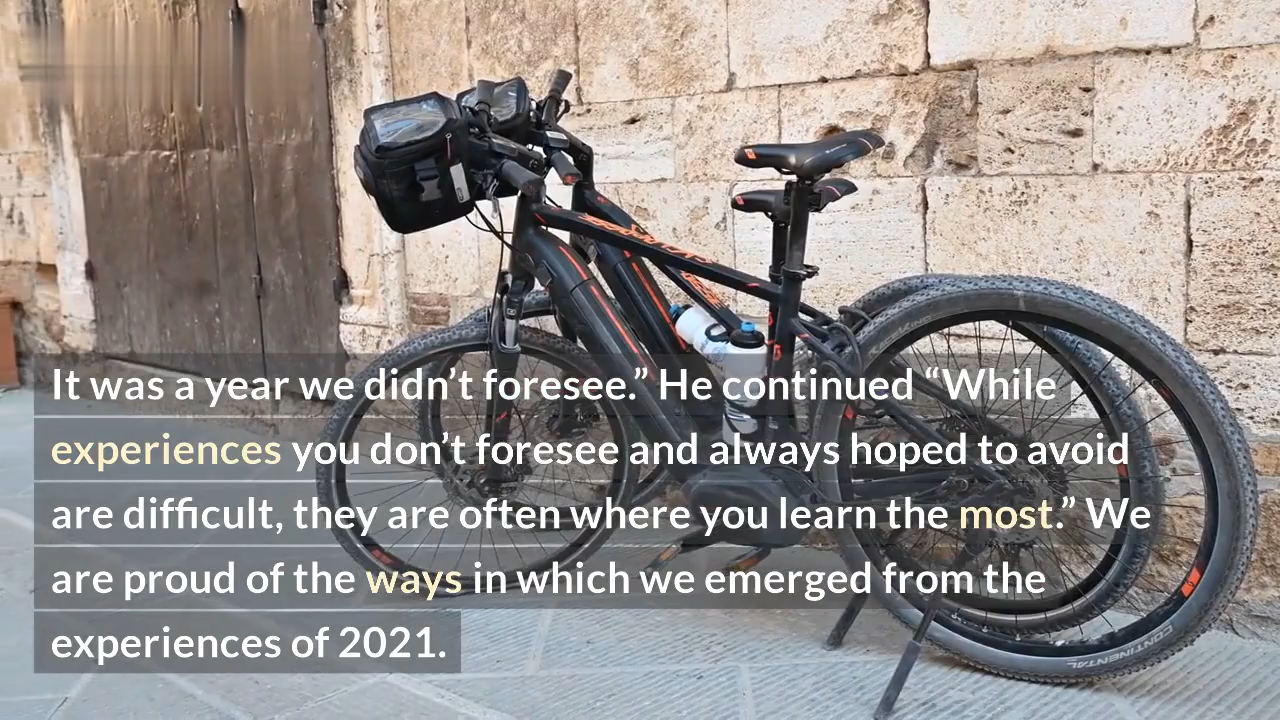 It was a year we didn’t foresee.” He continued “While
experiences you don’t foresee and always hoped to avoid
are difficult, they are often where you learn the most.” We
are proud of the ways in which we emerged from the
experiences of 2021.
CONTINENTAL